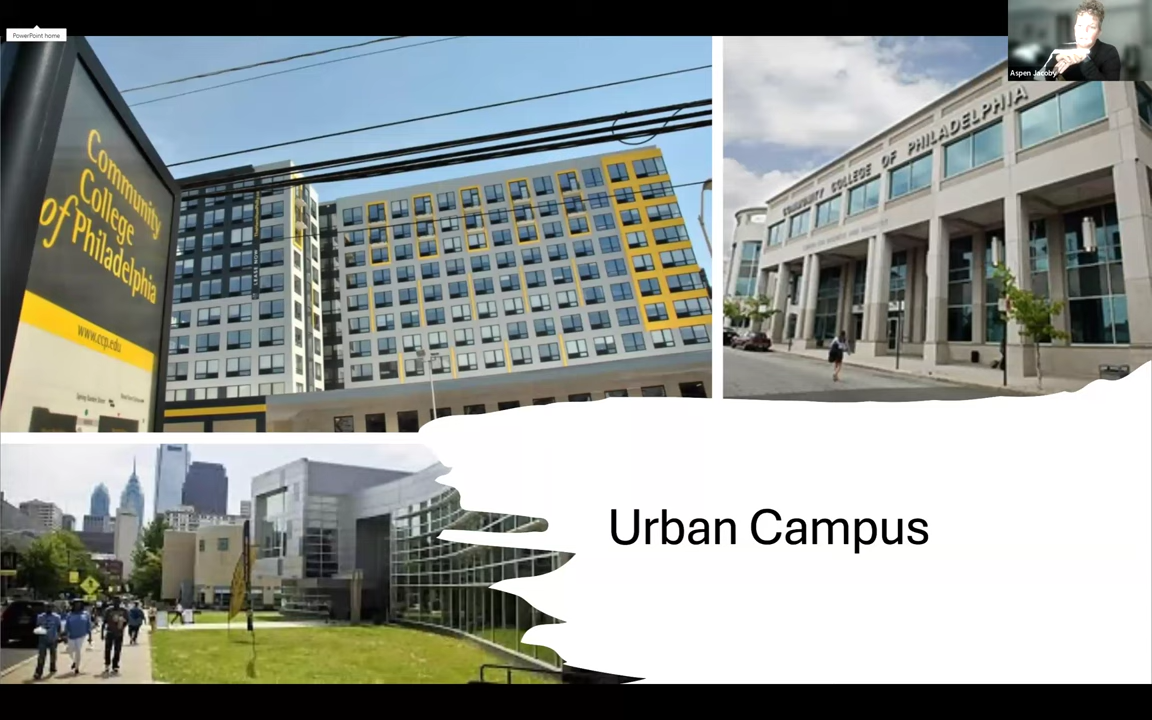 PowerPoint home
Aspen Jacoby
Community
College
of Philadelphia
www.ccp.edu
COMMUNITY COLLEGE OF PHILADELPHIA
Urban Campus